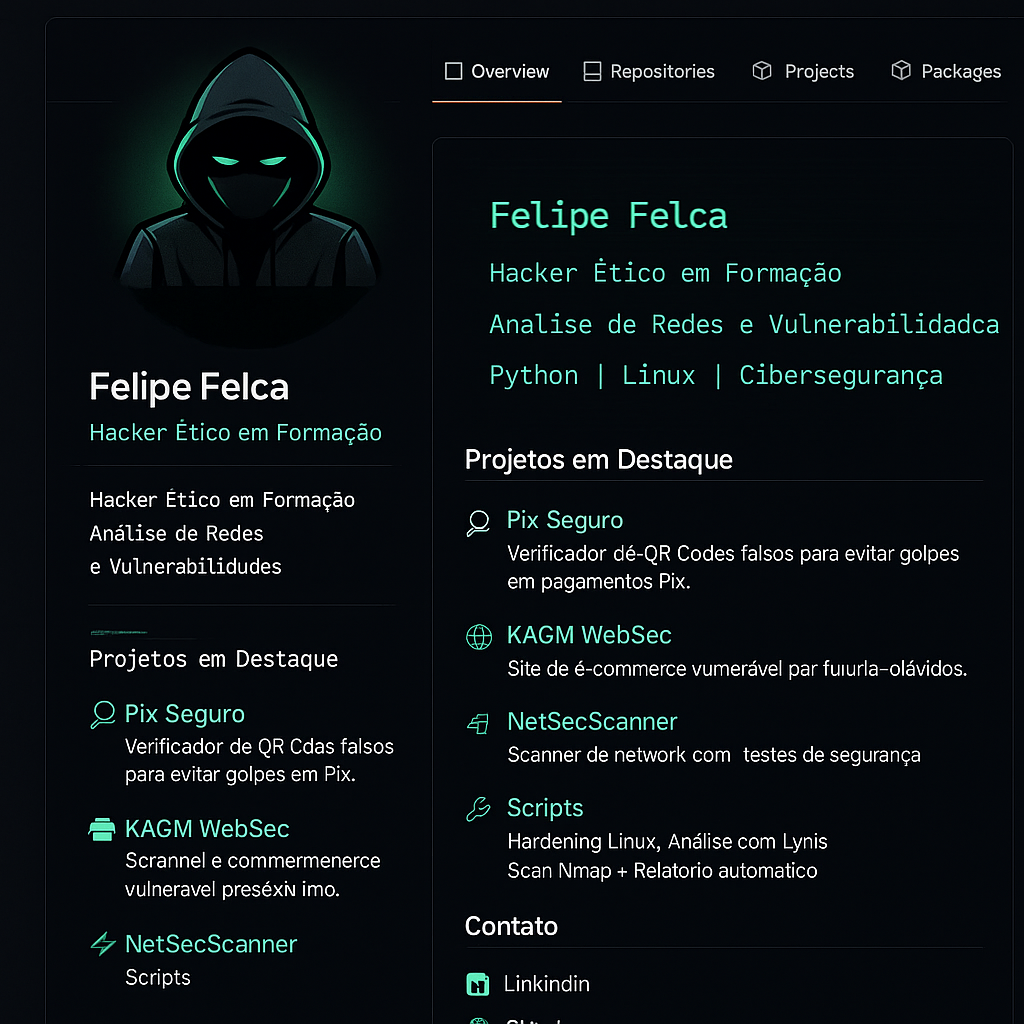 Overview
Repositories
Projects
Packages
Felipe Felca
Hacker Ético em Formação
Hacker Ético em Formação
Análise de Redes
e Vulnerabilidudes
Projetos em Destaque
Pix Seguro
Verificador de QR Cdas falsos
para evitar golpes em Pix.
KAGM WebSec
Scrannel e commermenerce
vulneravel preséxin imo.
NetSecScanner
Scripts
Felipe Felca
Hacker Ético em Formação
Analise de Redes e Vulnerabilidadca
Python | Linux | Cibersegurança
Projetos em Destaque
Pix Seguro
Verificador dé-QR Codes falsos para evitar golpes
em pagamentos Pix.
KAGM WebSec
Site de é-commerce vumerável par fuurla-olávidos.
NetSecScanner
Scanner de network com testes de segurança
Scripts
Hardening Linux, Análise com Lynis
Scan Nmap + Relatorio automatico
Contato
Linkindin